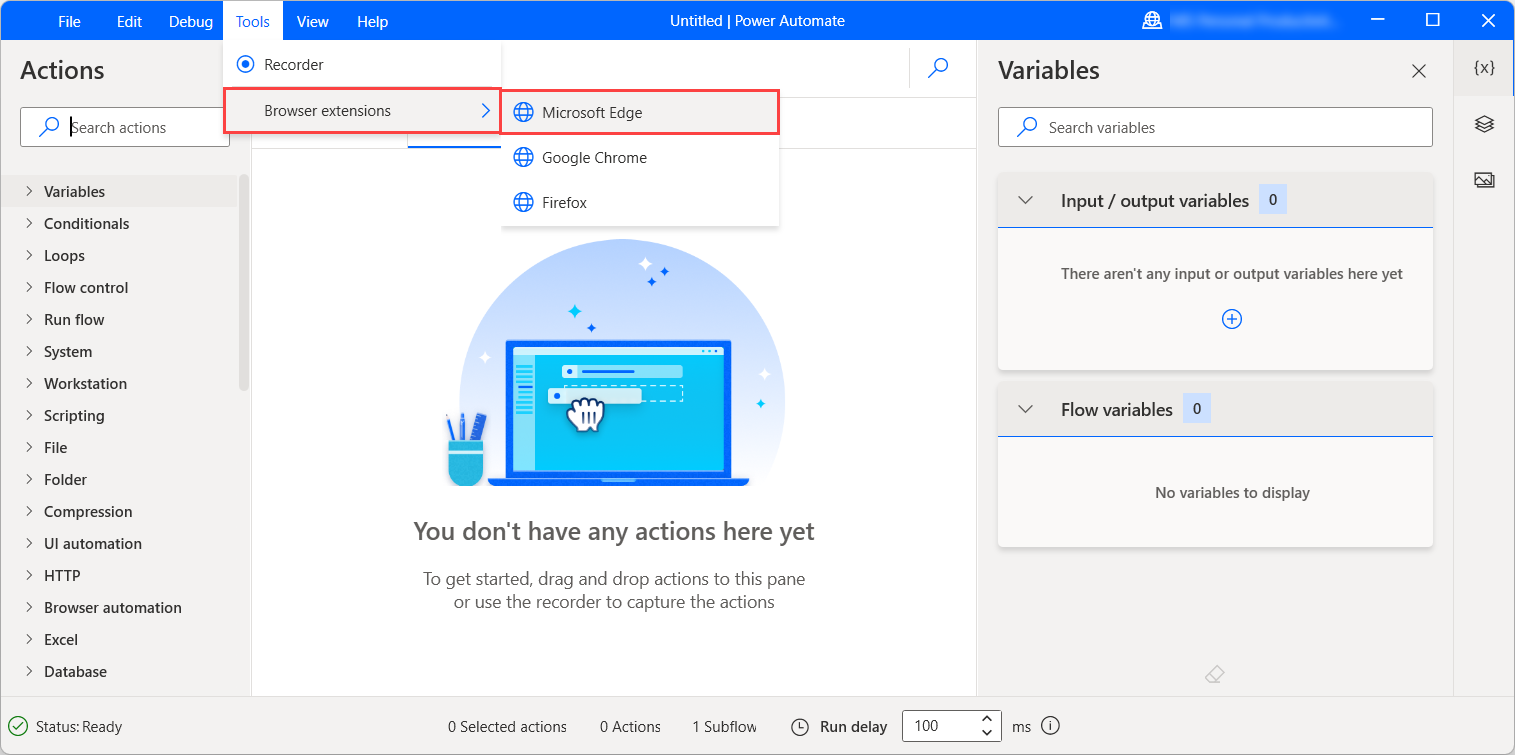 File Edit Debug Tools View Help
Untitled | Power Automate
Actions
Search actions
Variables
Conditionals
Loops
Flow control
Run flow
System
Workstation
Scripting
File
Folder
Compression
UI automation
HTTP
Browser automation
Excel
Database
Recorder
Browser extensions
Microsoft Edge
Google Chrome
Firefox
You don't have any actions here yet
To get started, drag and drop actions to this pane
or use the recorder to capture the actions
Variables
{x}
Search variables
Input / output variables 0
There aren't any input or output variables here yet
Flow variables 0
No variables to display
Status: Ready
0 Selected actions 0 Actions 1 Subflow Run delay 100 ms